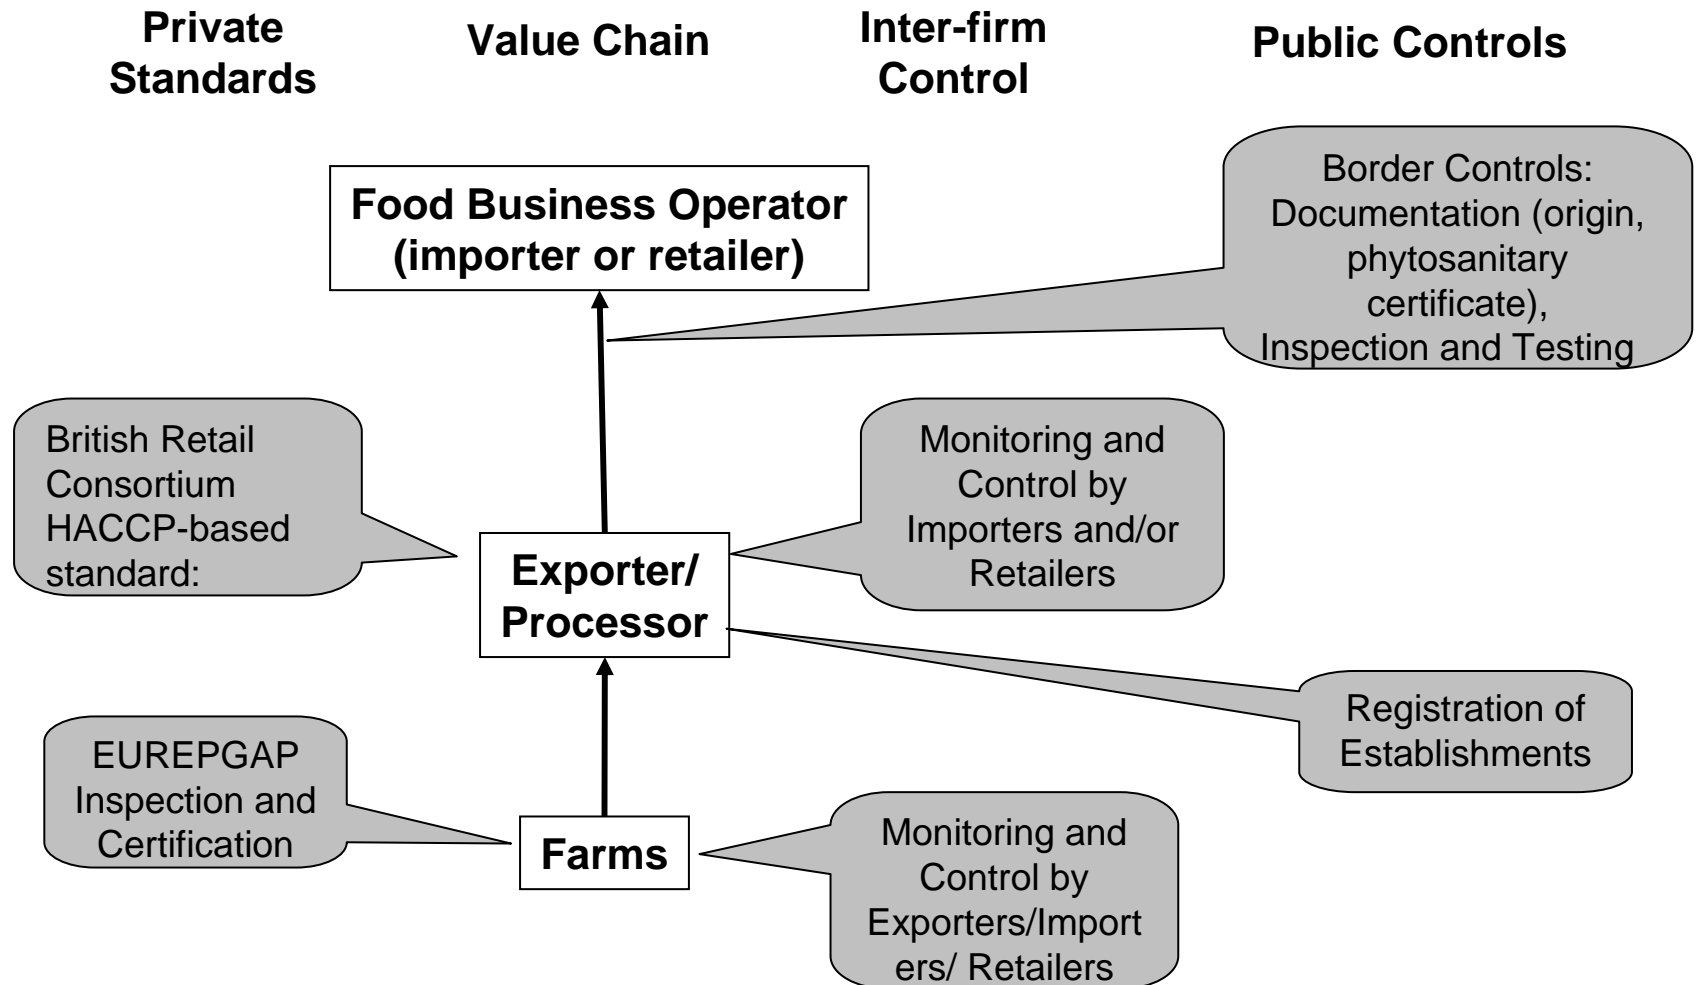 Private
Standards
Value Chain
Inter-firm
Control
Public Controls
Food Business Operator
(importer or retailer)
Border Controls:
Documentation (origin,
phytosanitary
certificate),
Inspection and Testing
British Retail
Consortium
HACCP-based
standard:
Exporter/
Processor
Monitoring and
Control by
Importers and/or
Retailers
Registration of
Establishments
EUREPGAP
Inspection and
Certification
Farms
Monitoring and
Control by
Exporters/Import
ers/ Retailers